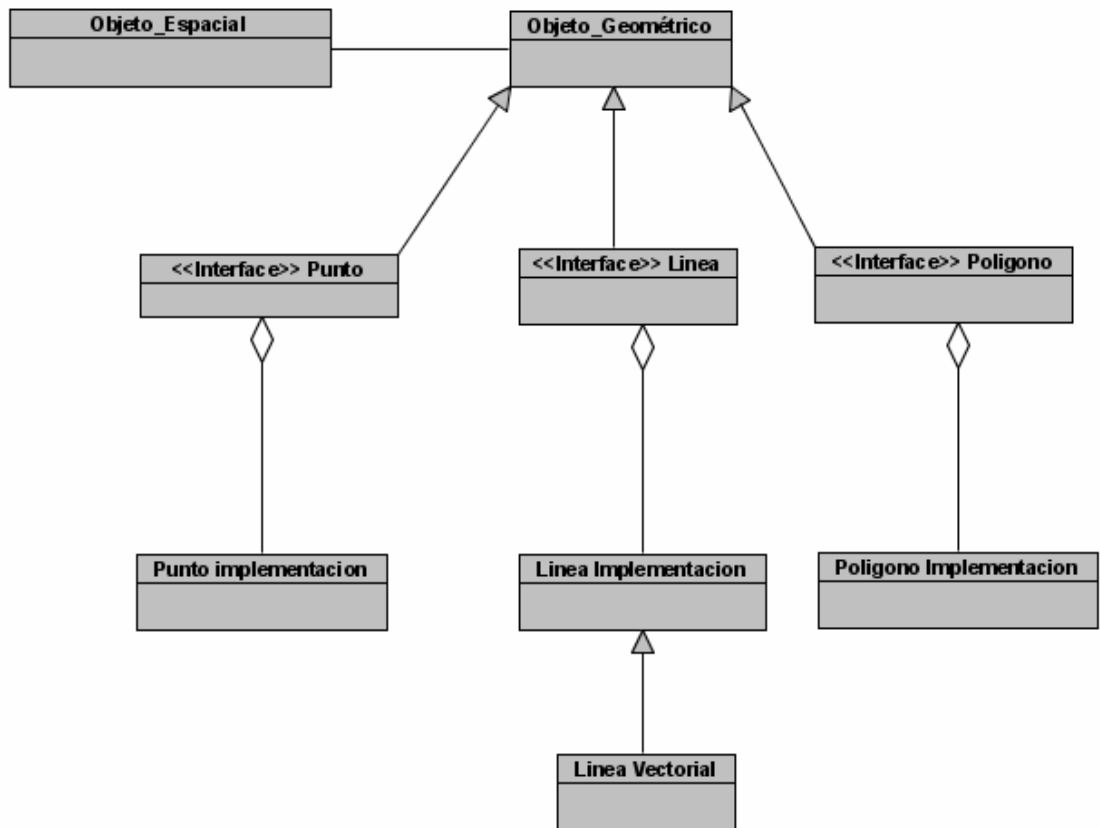 Objeto_Espacial
Objeto_Geométrico
<<Interface>> Punto
<<Interface>> Linea
<<Interface>> Poligono
Punto implementacion
Linea Implementacion
Poligono Implementacion
Linea Vectorial